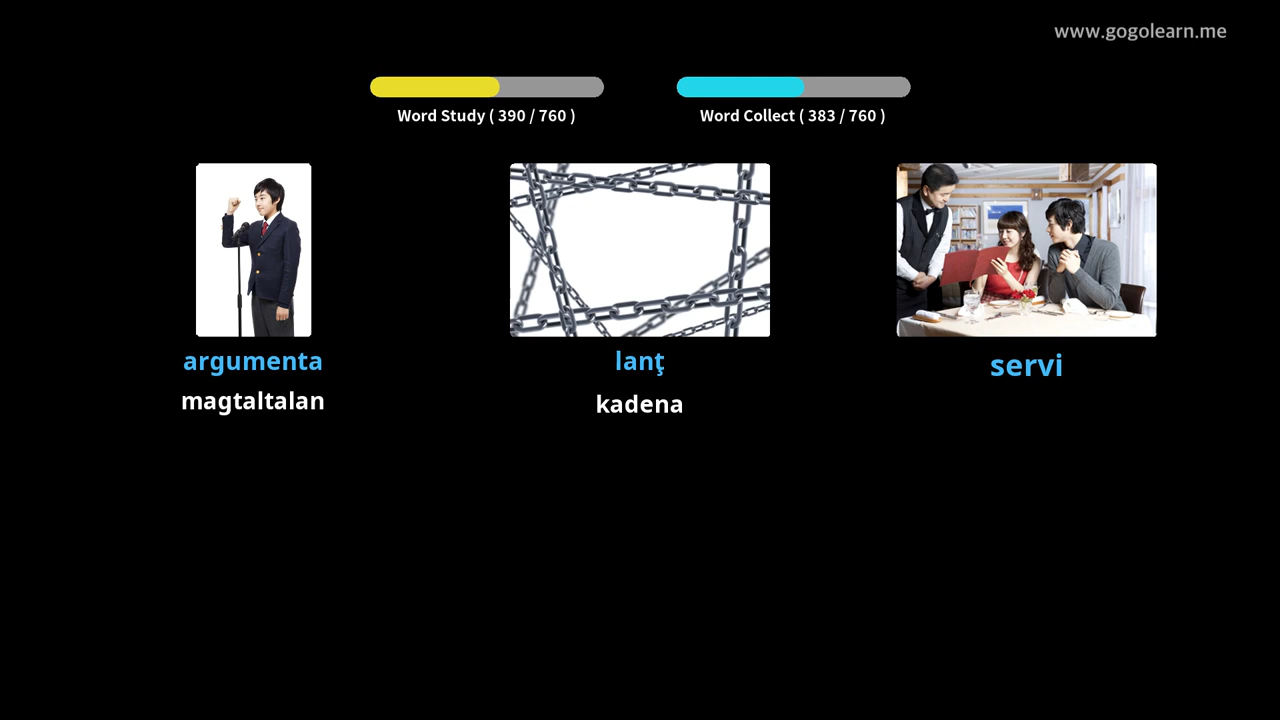 www.gogolearn.me
Word Study ( 390 / 760 )
Word Collect ( 383 / 760 )
argumenta
magtaltalan
lanţ
kadena
servi